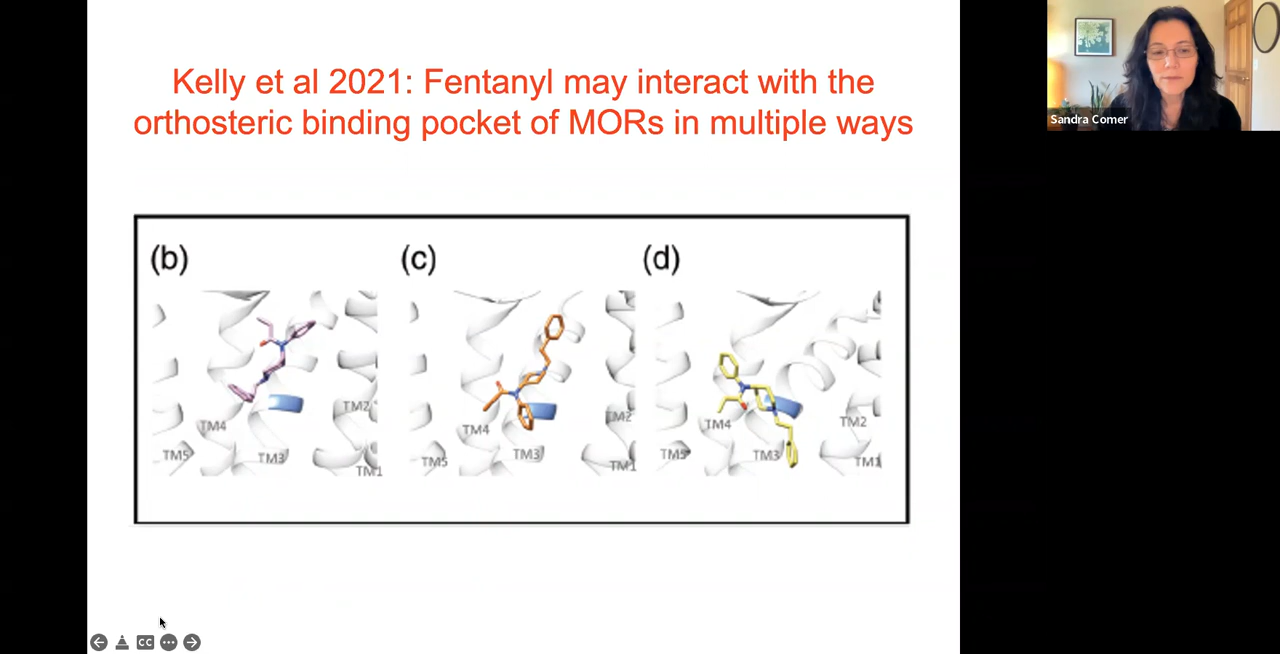 Kelly et al 2021: Fentanyl may interact with the
orthosteric binding pocket of MORs in multiple ways
Sandra Comer
(b) (c) (d)
TM4 TM2 TM5 TM3 TM1
TM4 TM2 TM5 TM3 TM1
TM4 TM2 TM5 TM3 TM1
CC